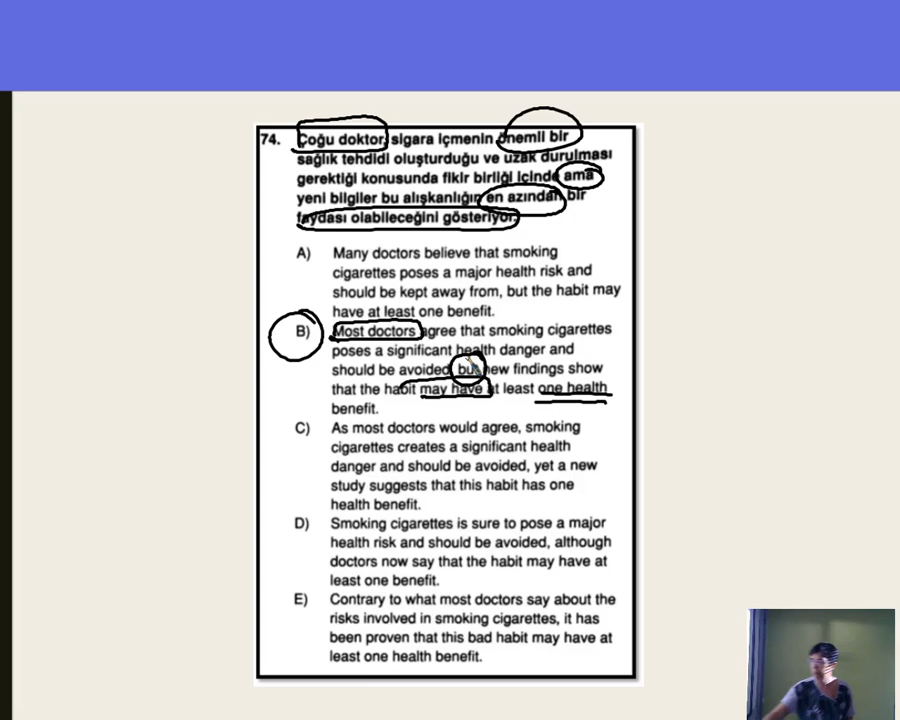 74. Çoğu doktor, sigara içmenin önemli bir
sağlık tehdidi oluşturduğu ve uzak durulması
gerektiği konusunda fikir birliği içinde ama
yeni bilgiler bu alışkanlığın en azından bir
faydası olabileceğini gösteriyor.
A) Many doctors believe that smoking
cigarettes poses a major health risk and
should be kept away from, but the habit may
have at least one benefit.
B) Most doctors agree that smoking cigarettes
poses a significant health danger and
should be avoided but new findings show
that the habit may have at least one health
benefit.
C) As most doctors would agree, smoking
cigarettes creates a significant health
danger and should be avoided, yet a new
study suggests that this habit has one
health benefit.
D) Smoking cigarettes is sure to pose a major
health risk and should be avoided, although
doctors now say that the habit may have at
least one benefit.
E) Contrary to what most doctors say about the
risks involved in smoking cigarettes, it has
been proven that this bad habit may have at
least one health benefit.